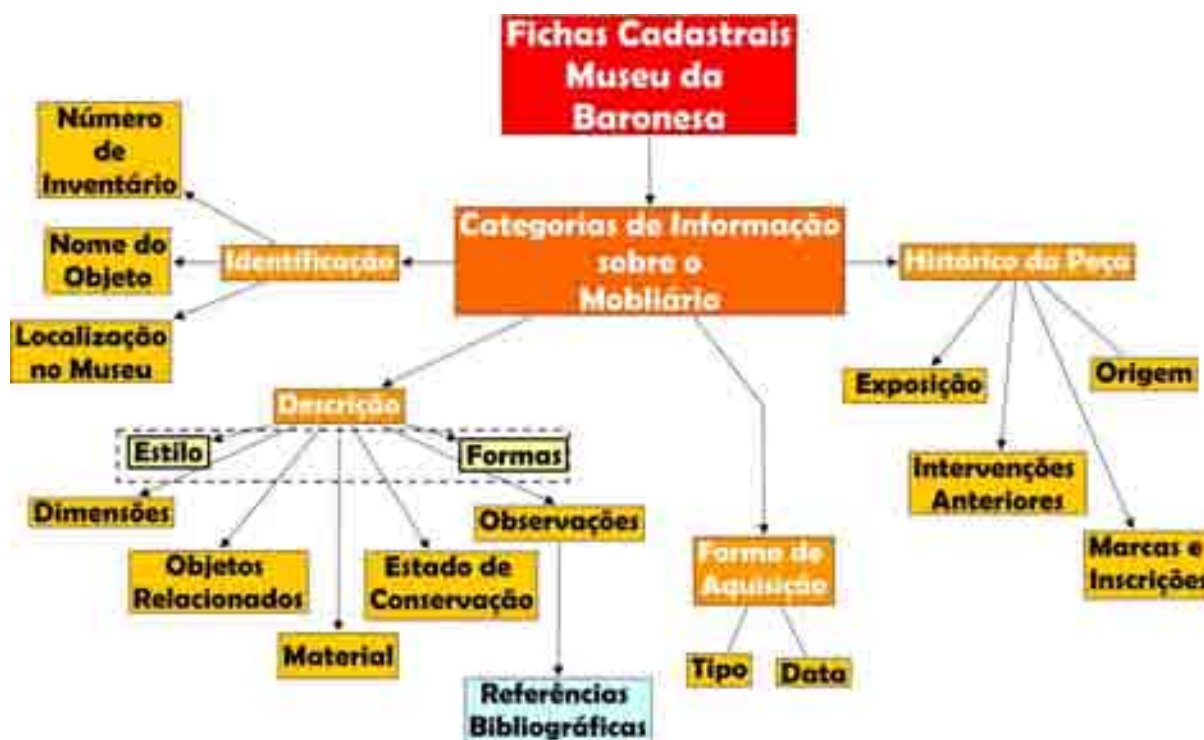 Fichas Cadastrais
Museu da
Baronesa
Número
de
Inventário
Categorias de Informação
sobre o
Mobliário
Nome do
Objeto
Identificação
Histórico da Peça
Localização
no Museu
Exposição
Origem
Descrição
Estilo
Formas
Intervenções
Anteriores
Dimensões
Observações
Objetos
Relacionados
Estado de
Conservação
Forma de
Aquisição
Marcas e
Inscrições
Material
Tipo
Data
Referências
Bibliográficas